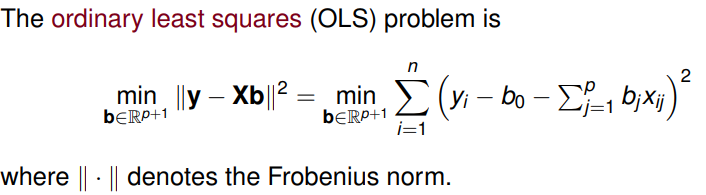 The ordinary least squares (OLS) problem is
min_{b∈ℝ^{p+1}} ‖y − Xb‖² = min_{b∈ℝ^{p+1}} ∑_{i=1}^{n} (y_i − b_0 − ∑_{j=1}^{p} b_j x_{ij})²
where ‖ · ‖ denotes the Frobenius norm.